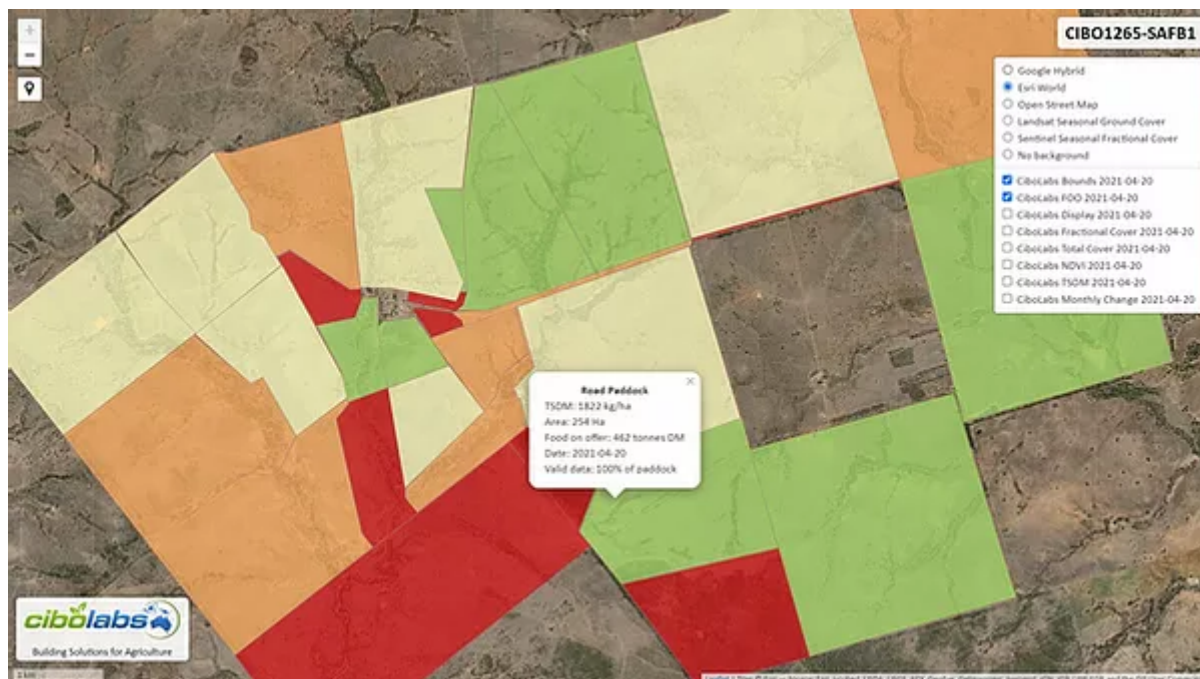 +
−
CIBO1265-SAFB1
Google Hybrid
Esri World
Open Street Map
Landsat Seasonal Ground Cover
Sentinel Seasonal Fractional Cover
No background
CiboLabs Bounds 2021-04-20
CiboLabs FOO 2021-04-20
CiboLabs Display 2021-04-20
CiboLabs Fractional Cover 2021-04-20
CiboLabs Total Cover 2021-04-20
CiboLabs NDVI 2021-04-20
CiboLabs TSDM 2021-04-20
CiboLabs Monthly Change 2021-04-20
Road Paddock
TSDM: 1822 kg/ha
Area: 254 Ha
Food on offer: 462 tonnes DM
Date: 2021-04-20
Valid data: 100% of paddock
cibolabs
Building Solutions for Agriculture
1 km